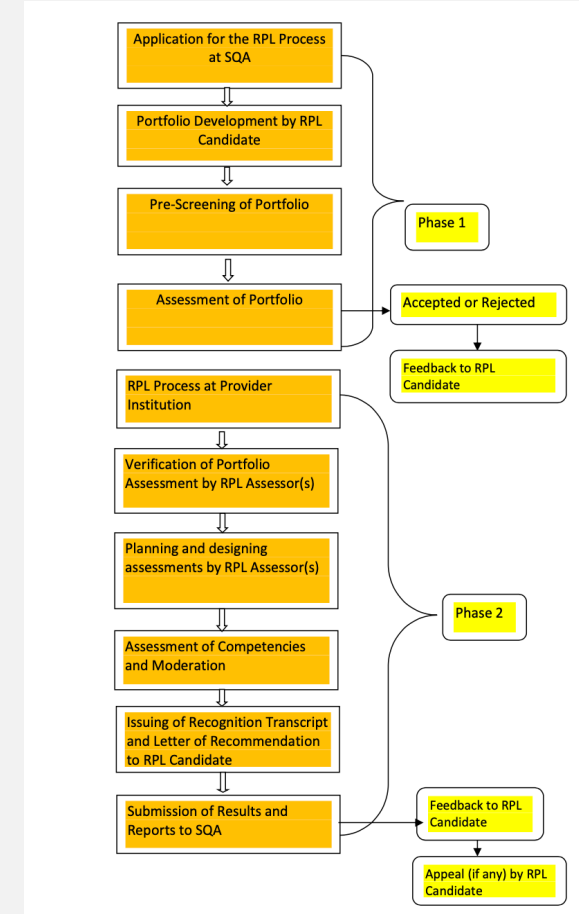 Application for the RPL Process
at SQA
Portfolio Development by RPL
Candidate
Pre-Screening of Portfolio
Phase 1
Assessment of Portfolio
Accepted or Rejected
Feedback to RPL
Candidate
RPL Process at Provider
Institution
Verification of Portfolio
Assessment by RPL Assessor(s)
Planning and designing
assessments by RPL Assessor(s)
Phase 2
Assessment of Competencies
and Moderation
Issuing of Recognition Transcript
and Letter of Recommendation
to RPL Candidate
Submission of Results and
Reports to SQA
Feedback to RPL
Candidate
Appeal (if any) by RPL
Candidate